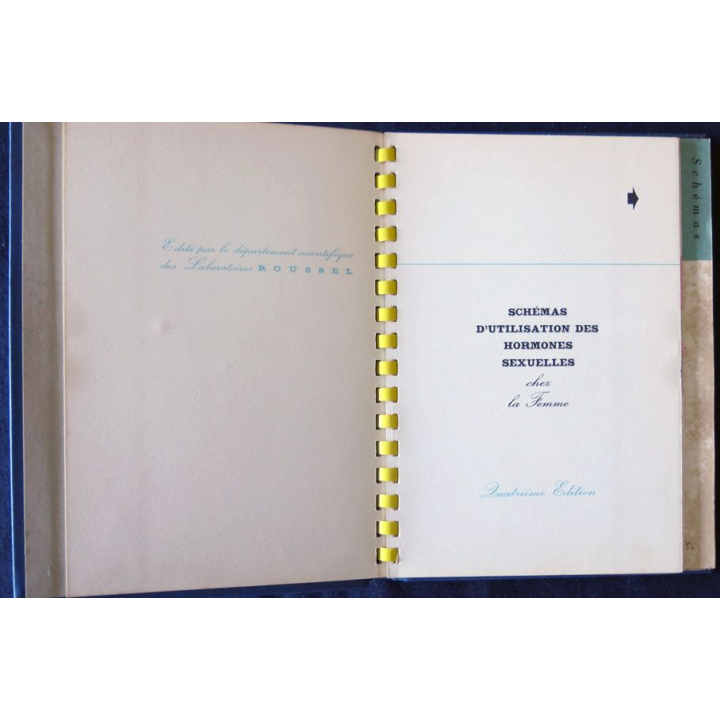 Edité par le département scientifique
des Laboratoires ROUSSEL
SCHÉMAS
D'UTILISATION DES
HORMONES
SEXUELLES
chez
la Femme
Quatrième Edition
Schémas